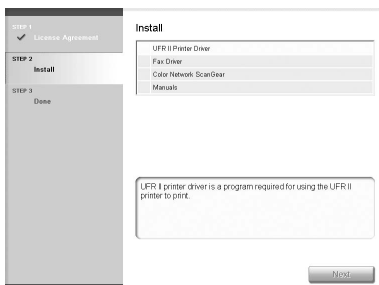 STEP 1
License Agreement
STEP 2
Install
STEP 3
Done
Install
UFR II Printer Driver
Fax Driver
Color Network ScanGear
Manuals
UFR II printer driver is a program required for using the UFR II
printer to print.
Next